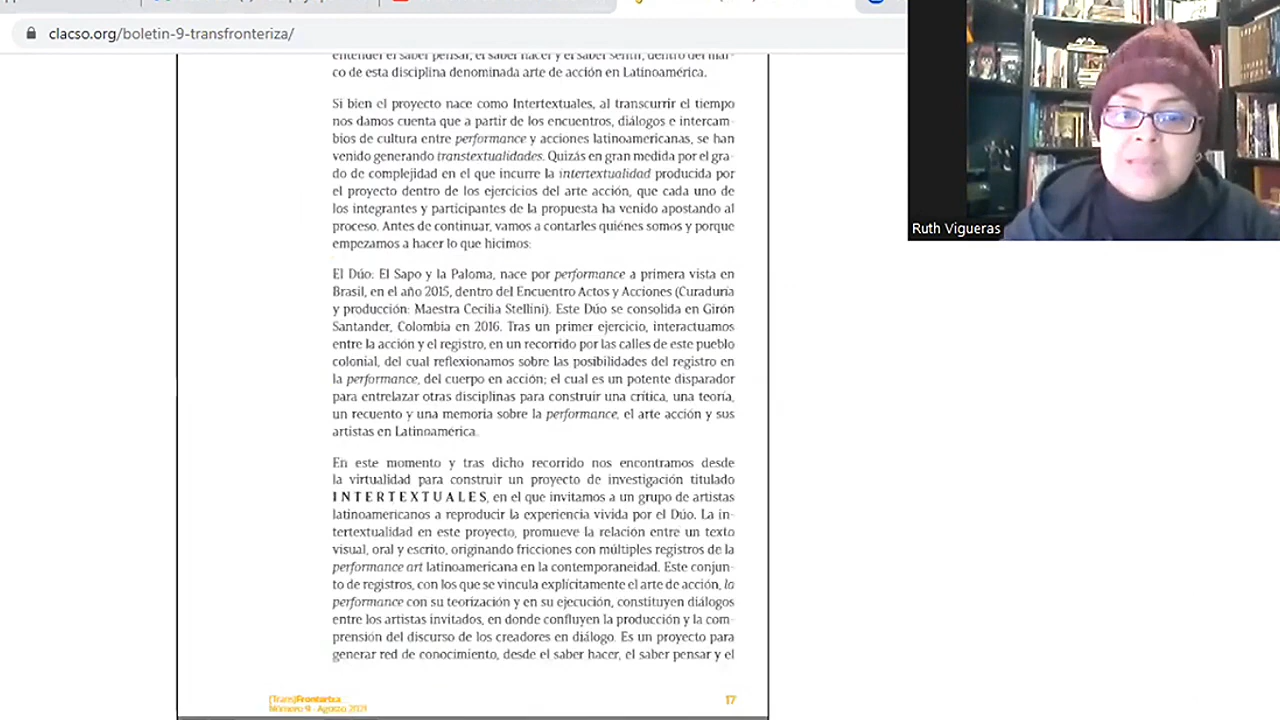 clacso.org/boletin-9-transfronteriza/
entender el saber pensar, el saber hacer y el saber sentir, dentro del mar-
co de esta disciplina denominada arte de acción en Latinoamérica.
Si bien el proyecto nace como Intertextuales, al transcurrir el tiempo
nos damos cuenta que a partir de los encuentros, diálogos e intercam-
bios de cultura entre performance y acciones latinoamericanas, se han
venido generando transtextualidades. Quizás en gran medida por el gra-
do de complejidad en el que incurre la intertextualidad producida por
el proyecto dentro de los ejercicios del arte acción, que cada uno de
los integrantes y participantes de la propuesta ha venido apostando al
proceso. Antes de continuar, vamos a contarles quiénes somos y porque
empezamos a hacer lo que hicimos:
El Dúo: El Sapo y la Paloma, nace por performance a primera vista en
Brasil, en el año 2015, dentro del Encuentro Actos y Acciones (Curaduría
y producción: Maestra Cecilia Stellini). Este Dúo se consolida en Girón
Santander, Colombia en 2016. Tras un primer ejercicio, interactuamos
entre la acción y el registro, en un recorrido por las calles de este pueblo
colonial, del cual reflexionamos sobre las posibilidades del registro en
la performance, del cuerpo en acción; el cual es un potente disparador
para entrelazar otras disciplinas para construir una crítica, una teoría,
un recuento y una memoria sobre la performance, el arte acción y sus
artistas en Latinoamérica.
En este momento y tras dicho recorrido nos encontramos desde
la virtualidad para construir un proyecto de investigación titulado
INTERTEXTUALES, en el que invitamos a un grupo de artistas
latinoamericanos a reproducir la experiencia vivida por el Dúo. La in-
tertextualidad en este proyecto, promueve la relación entre un texto
visual, oral y escrito, originando fricciones con múltiples registros de la
performance art latinoamericana en la contemporaneidad. Este conjun-
to de registros, con los que se vincula explícitamente el arte de acción, la
performance con su teorización y en su ejecución, constituyen diálogos
entre los artistas invitados, en donde confluyen la producción y la com-
prensión del discurso de los creadores en diálogo. Es un proyecto para
generar red de conocimiento, desde el saber hacer, el saber pensar y el
(Trans)Fronteriza
Número 9 - Agosto 2021
17
Ruth Vigueras